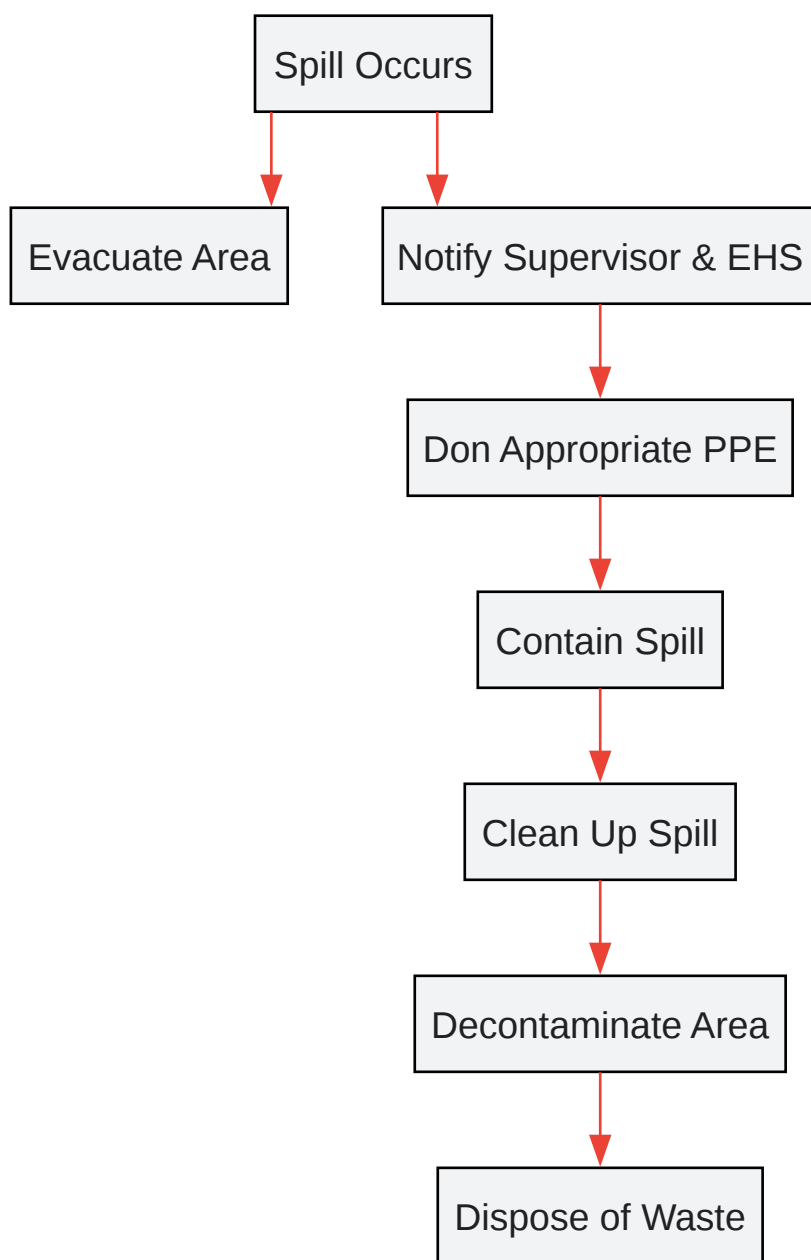 Spill Occurs
Evacuate Area
Notify Supervisor & EHS
Don Appropriate PPE
Contain Spill
Clean Up Spill
Decontaminate Area
Dispose of Waste